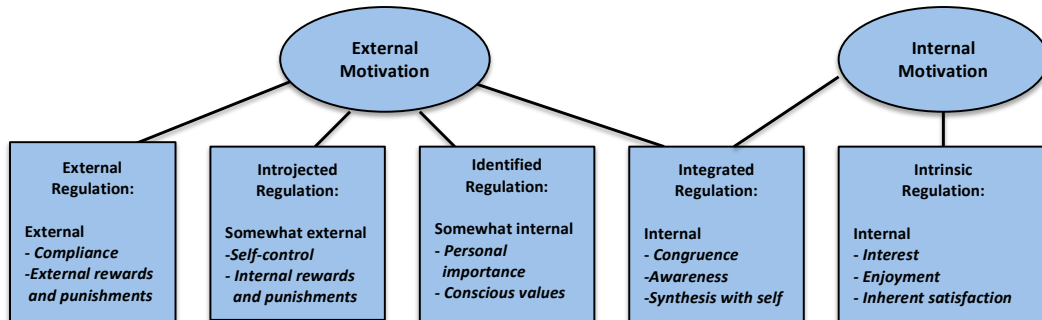 External
Motivation
Internal
Motivation
External
Regulation:
External
- Compliance
-External rewards
and punishments
Introjected
Regulation:
Somewhat external
-Self-control
- Internal rewards
and punishments
Identified
Regulation:
Somewhat internal
- Personal
importance
- Conscious values
Integrated
Regulation:
Internal
- Congruence
-Awareness
-Synthesis with self
Intrinsic
Regulation:
Internal
- Interest
- Enjoyment
- Inherent satisfaction